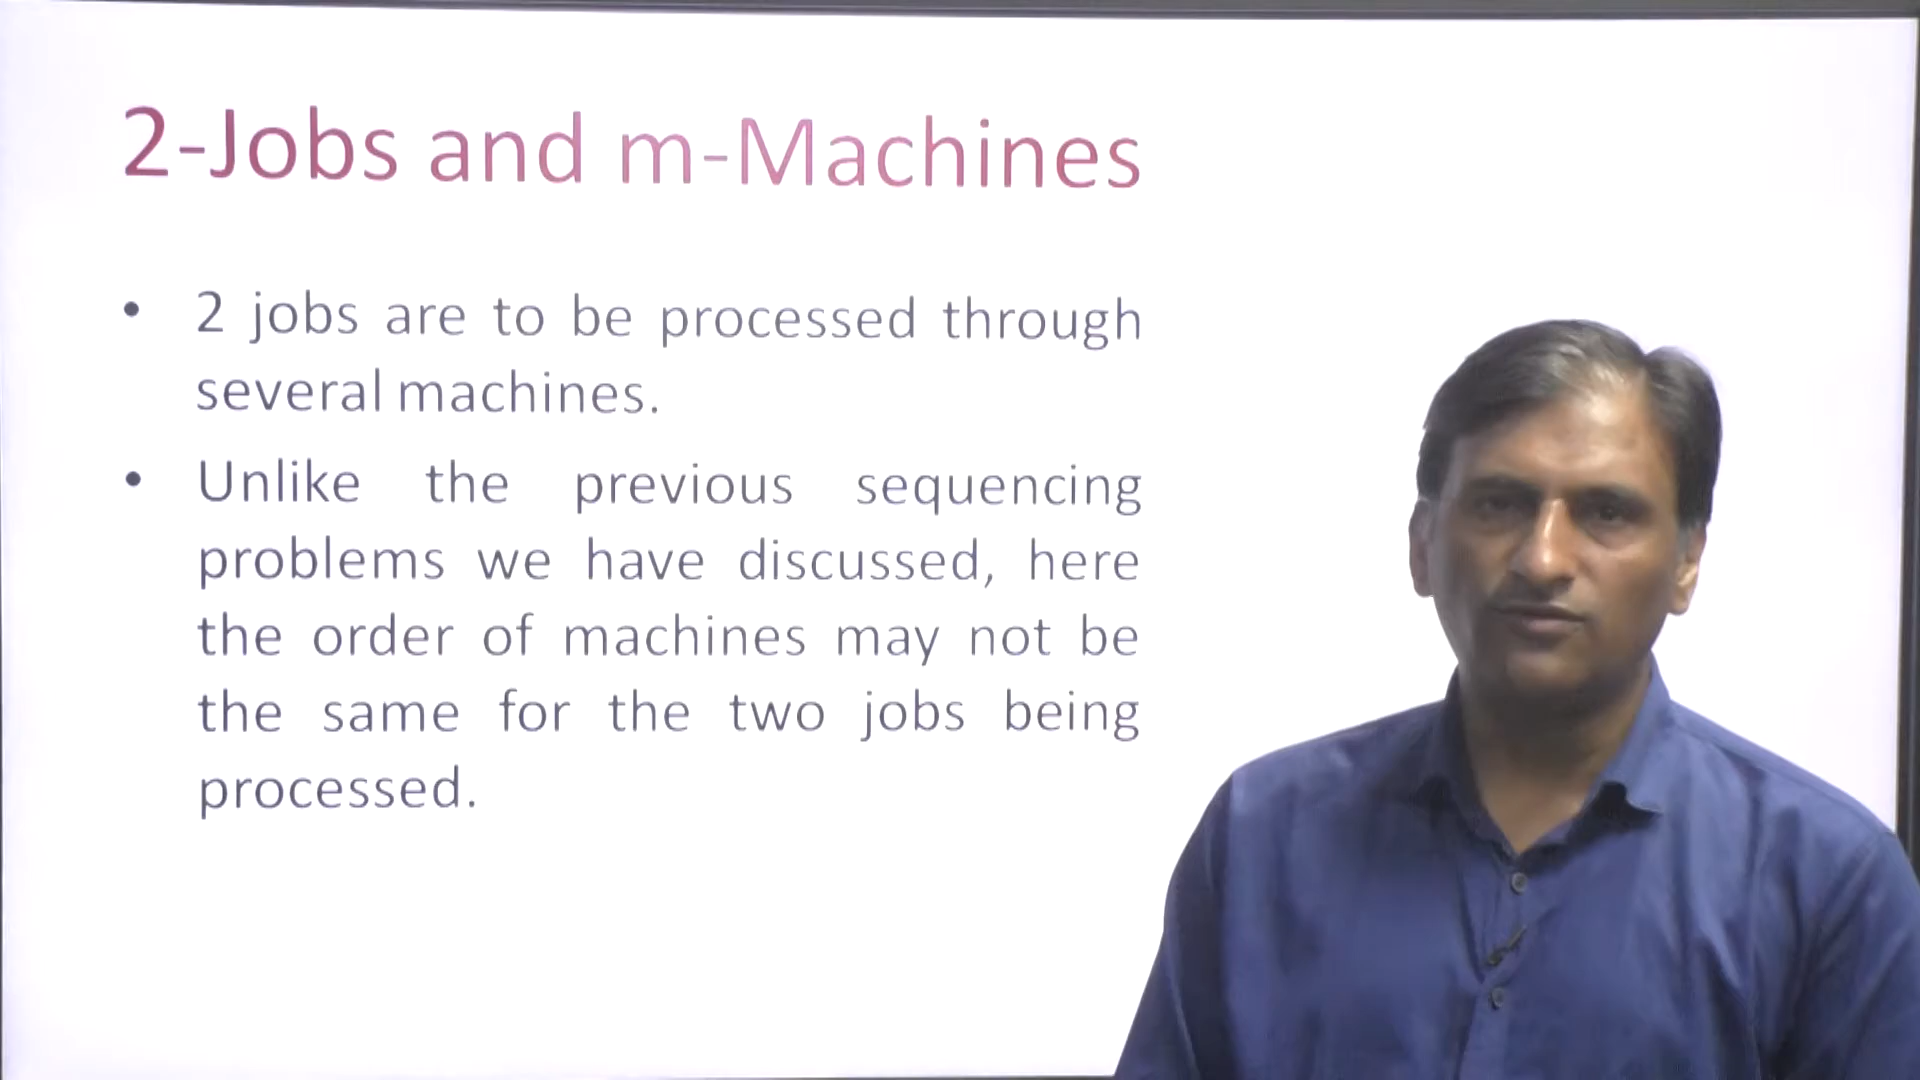 2-Jobs and m-Machines
• 2 jobs are to be processed through
several machines.
• Unlike the previous sequencing
problems we have discussed, here
the order of machines may not be
the same for the two jobs being
processed.